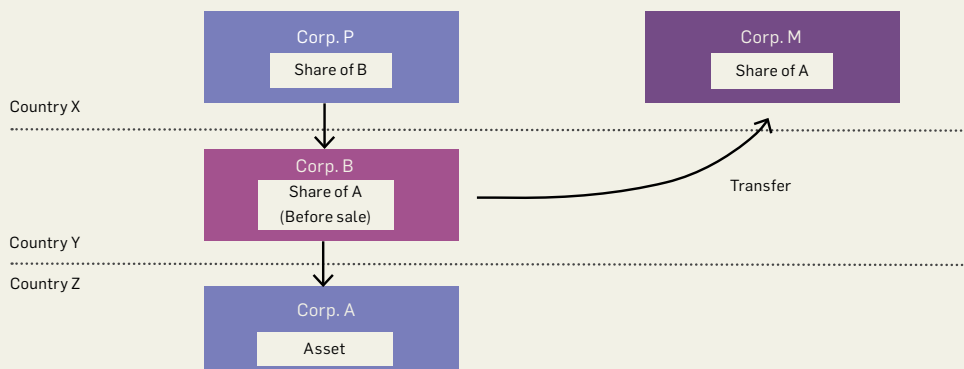 Corp. P
Share of B
Corp. M
Share of A
Country X
Corp. B
Share of A
(Before sale)
Transfer
Country Y
Country Z
Corp. A
Asset